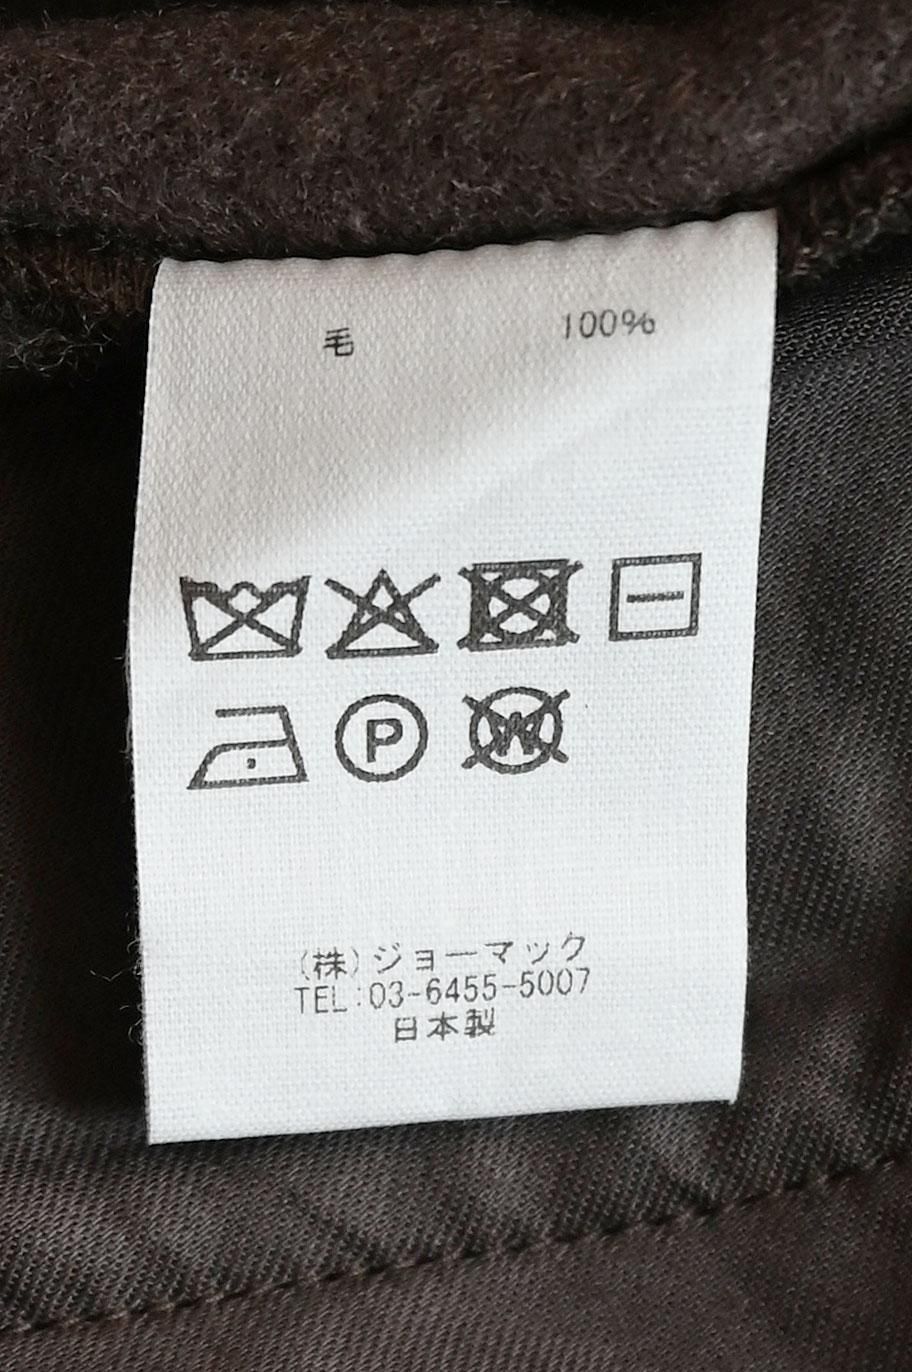 毛 100%
P W
(株)ジョーマック
TEL:03-6455-5007
日本製